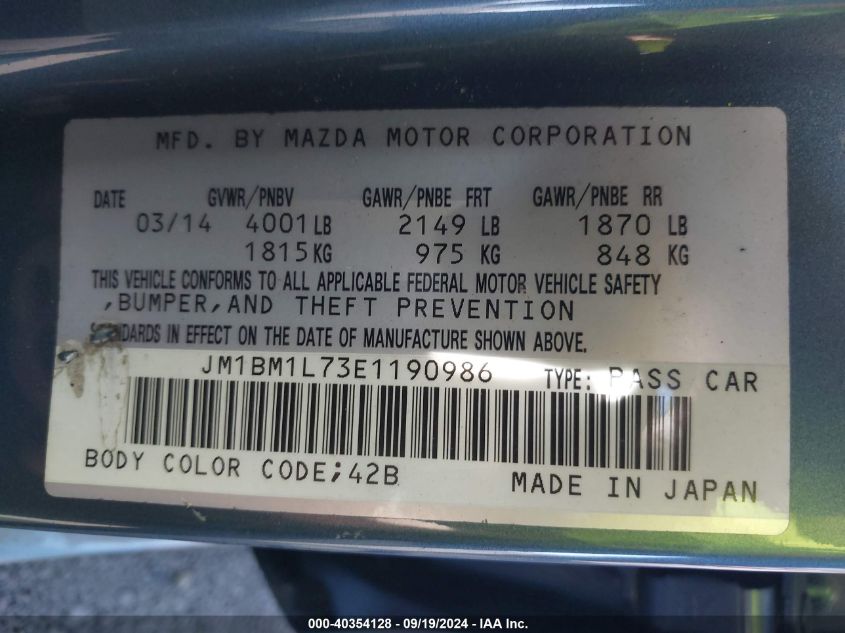 MFD. BY MAZDA MOTOR CORPORATION
DATE GVWR/PNBV GAWR/PNBE FRT GAWR/PNBE RR
03/14 4001 LB 2149 LB 1870 LB
1815 KG 975 KG 848 KG
THIS VEHICLE CONFORMS TO ALL APPLICABLE FEDERAL MOTOR VEHICLE SAFETY
,BUMPER,AND THEFT PREVENTION
STANDARDS IN EFFECT ON THE DATE OF MANUFACTURE SHOWN ABOVE.
JM1BM1L73E1190986 TYPE: PASS CAR
BODY COLOR CODE;42B
MADE IN JAPAN
000-40354128 - 09/19/2024 - IAA Inc.